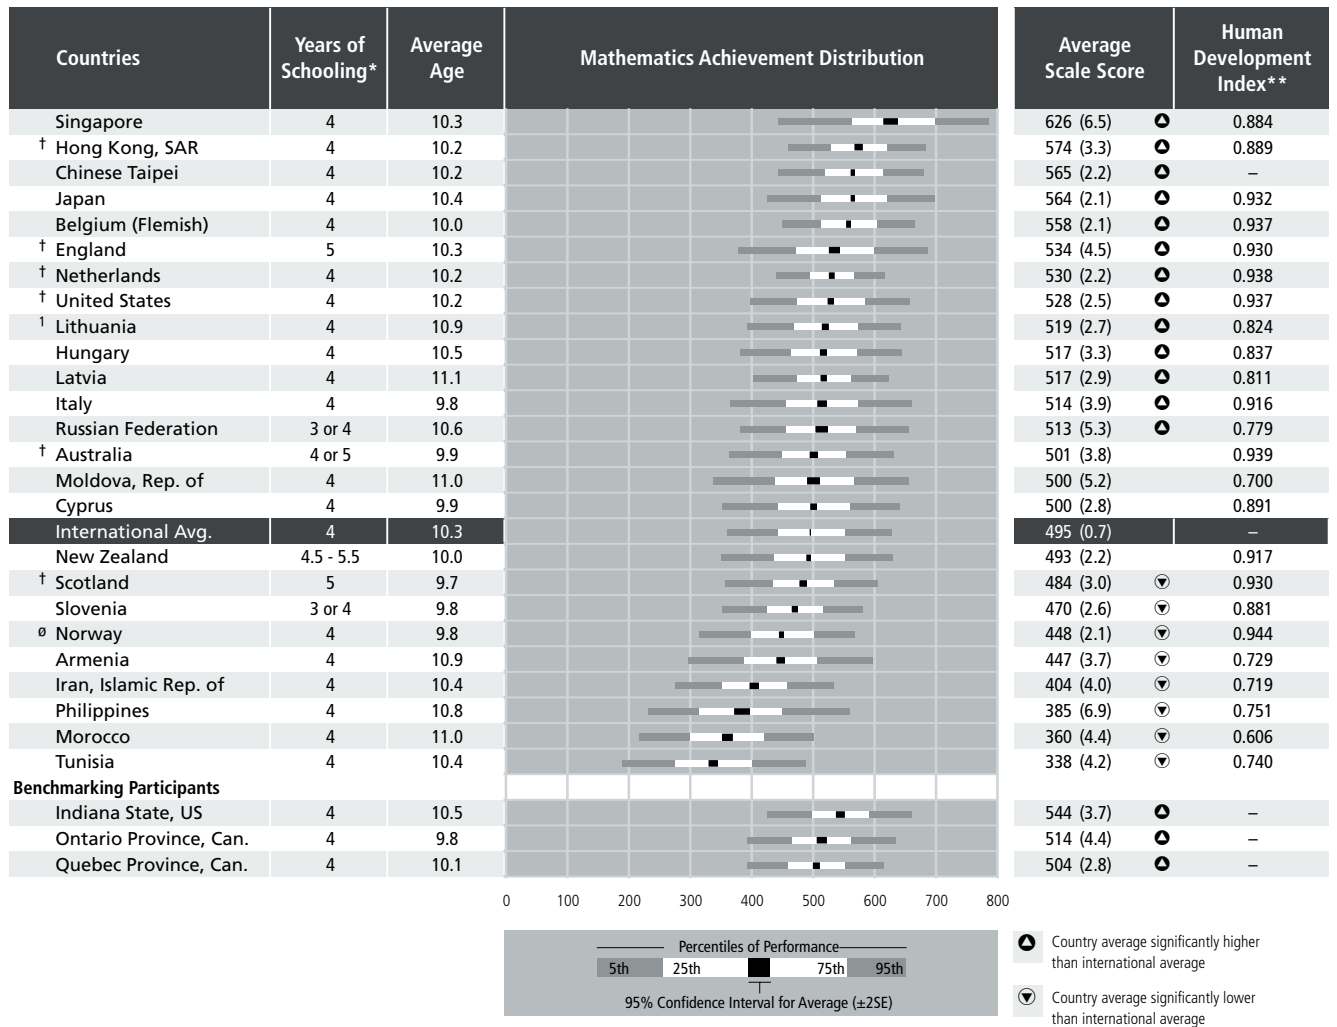 Countries Years of Schooling* Average Age Mathematics Achievement Distribution Average Scale Score Human Development Index**
Singapore 4 10.3 626 (6.5) 0.884
† Hong Kong, SAR 4 10.2 574 (3.3) 0.889
Chinese Taipei 4 10.2 565 (2.2) –
Japan 4 10.4 564 (2.1) 0.932
Belgium (Flemish) 4 10.0 558 (2.1) 0.937
† England 5 10.3 534 (4.5) 0.930
† Netherlands 4 10.2 530 (2.2) 0.938
† United States 4 10.2 528 (2.5) 0.937
1 Lithuania 4 10.9 519 (2.7) 0.824
Hungary 4 10.5 517 (3.3) 0.837
Latvia 4 11.1 517 (2.9) 0.811
Italy 4 9.8 514 (3.9) 0.916
Russian Federation 3 or 4 10.6 513 (5.3) 0.779
† Australia 4 or 5 9.9 501 (3.8) 0.939
Moldova, Rep. of 4 11.0 500 (5.2) 0.700
Cyprus 4 9.9 500 (2.8) 0.891
International Avg. 4 10.3 495 (0.7) –
New Zealand 4.5 - 5.5 10.0 493 (2.2) 0.917
† Scotland 5 9.7 484 (3.0) 0.930
Slovenia 3 or 4 9.8 470 (2.6) 0.881
ø Norway 4 9.8 448 (2.1) 0.944
Armenia 4 10.9 447 (3.7) 0.729
Iran, Islamic Rep. of 4 10.4 404 (4.0) 0.719
Philippines 4 10.8 385 (6.9) 0.751
Morocco 4 11.0 360 (4.4) 0.606
Tunisia 4 10.4 338 (4.2) 0.740
Benchmarking Participants
Indiana State, US 4 10.5 544 (3.7) –
Ontario Province, Can. 4 9.8 514 (4.4) –
Quebec Province, Can. 4 10.1 504 (2.8) –
0 100 200 300 400 500 600 700 800
Percentiles of Performance
5th 25th 75th 95th
95% Confidence Interval for Average (±2SE)
Country average significantly higher
than international average
Country average significantly lower
than international average